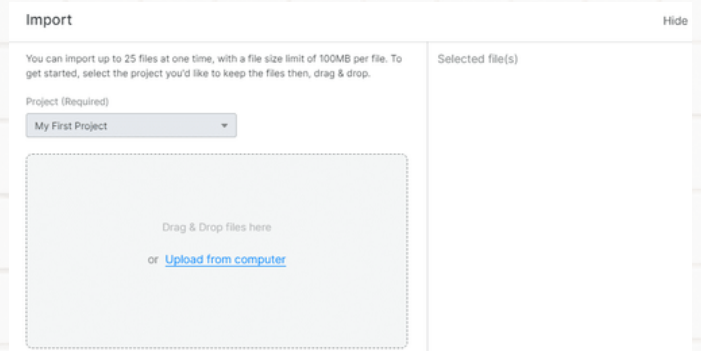 Import
Hide
You can import up to 25 files at one time, with a file size limit of 100MB per file. To
get started, select the project you'd like to keep the files then, drag & drop.
Selected file(s)
Project (Required)
My First Project
Drag & Drop files here
or Upload from computer